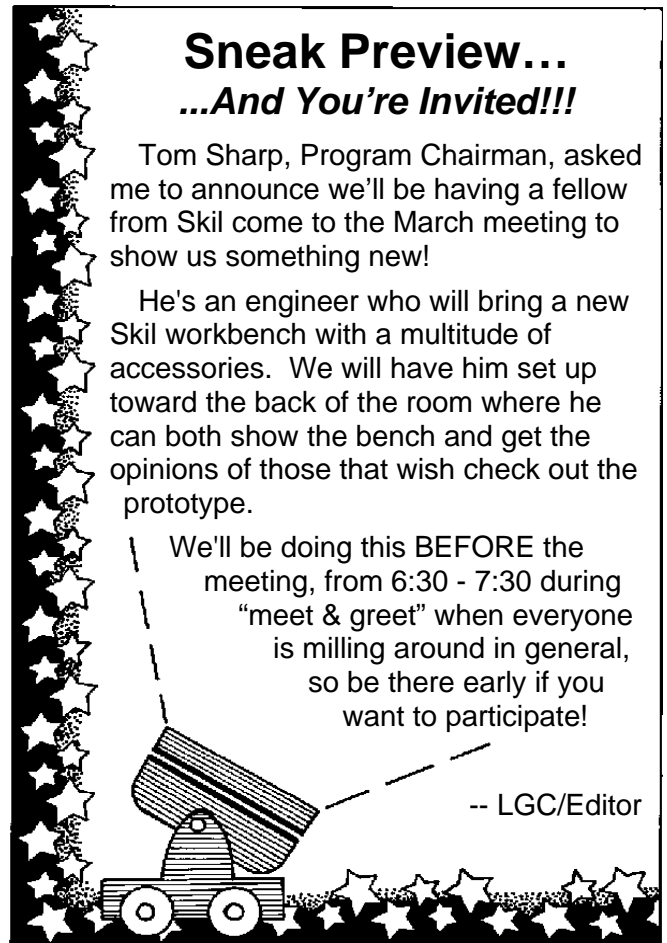 Sneak Preview…
...And You're Invited!!!
Tom Sharp, Program Chairman, asked
me to announce we'll be having a fellow
from Skil come to the March meeting to
show us something new!
He's an engineer who will bring a new
Skil workbench with a multitude of
accessories.  We will have him set up
toward the back of the room where he
can both show the bench and get the
opinions of those that wish check out the
prototype.
We'll be doing this BEFORE the
meeting, from 6:30 - 7:30 during
“meet & greet” when everyone
is milling around in general,
so be there early if you
want to participate!
-- LGC/Editor